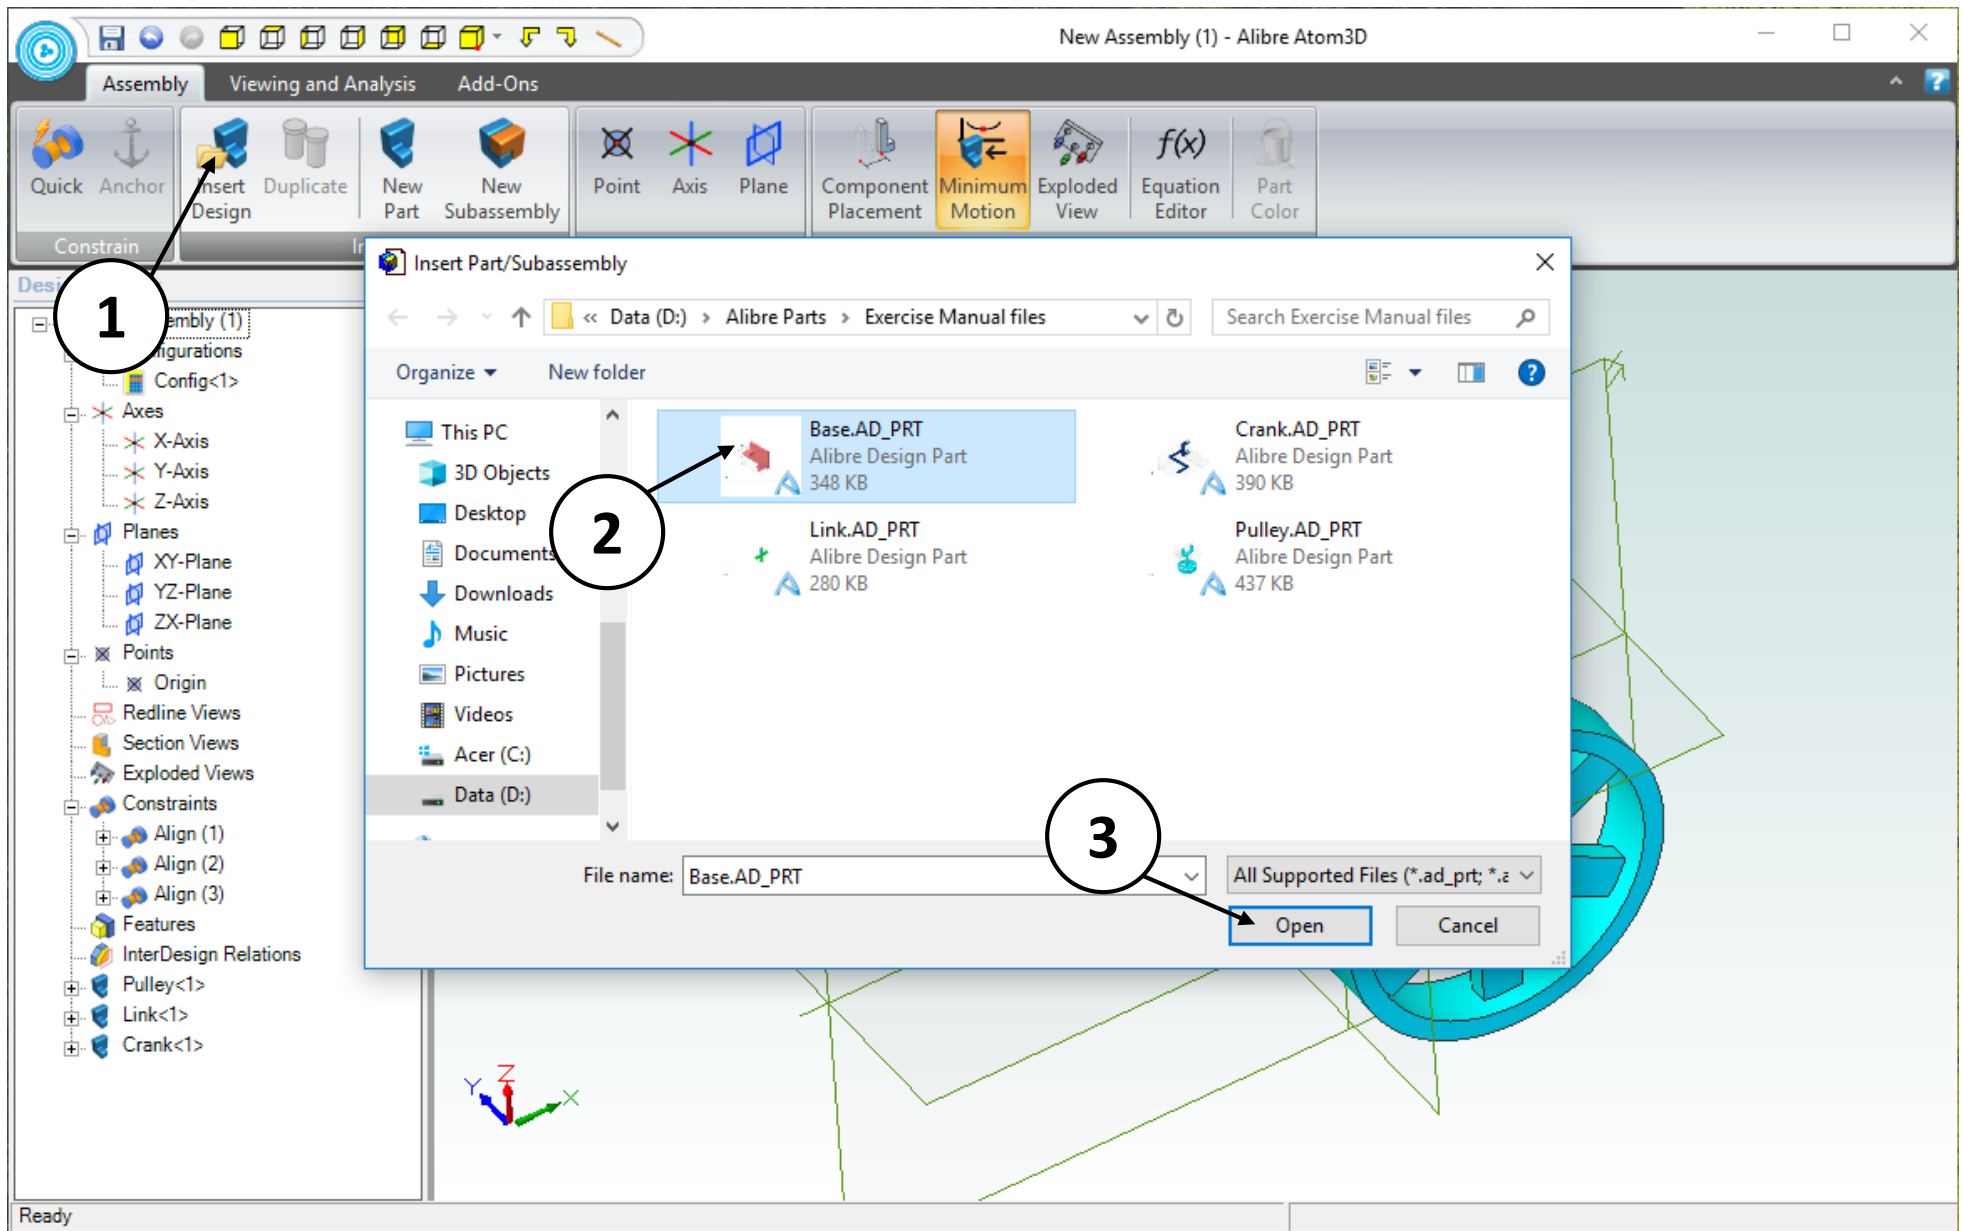 New Assembly (1) - Alibre Atom3D
Assembly Viewing and Analysis Add-Ons
Quick Anchor Insert Design Duplicate New Part New Subassembly Point Axis Plane Component Placement Minimum Motion Exploded View f(x) Equation Editor Part Color
Constrain
1
embly (1)
figurations
Config<1>
Axes
X-Axis
Y-Axis
Z-Axis
Planes
XY-Plane
YZ-Plane
ZX-Plane
Points
Origin
Redline Views
Section Views
Exploded Views
Constraints
Align (1)
Align (2)
Align (3)
Features
InterDesign Relations
Pulley<1>
Link<1>
Crank<1>
Insert Part/Subassembly
« Data (D:) › Alibre Parts › Exercise Manual files
Search Exercise Manual files
Organize New folder
This PC
3D Objects
Desktop
Documents
Downloads
Music
Pictures
Videos
Acer (C:)
Data (D:)
2
Base.AD_PRT
Alibre Design Part
348 KB
Crank.AD_PRT
Alibre Design Part
390 KB
Link.AD_PRT
Alibre Design Part
280 KB
Pulley.AD_PRT
Alibre Design Part
437 KB
3
File name: Base.AD_PRT
All Supported Files (*.ad_prt; *.a
Open Cancel
Y Z X
Ready